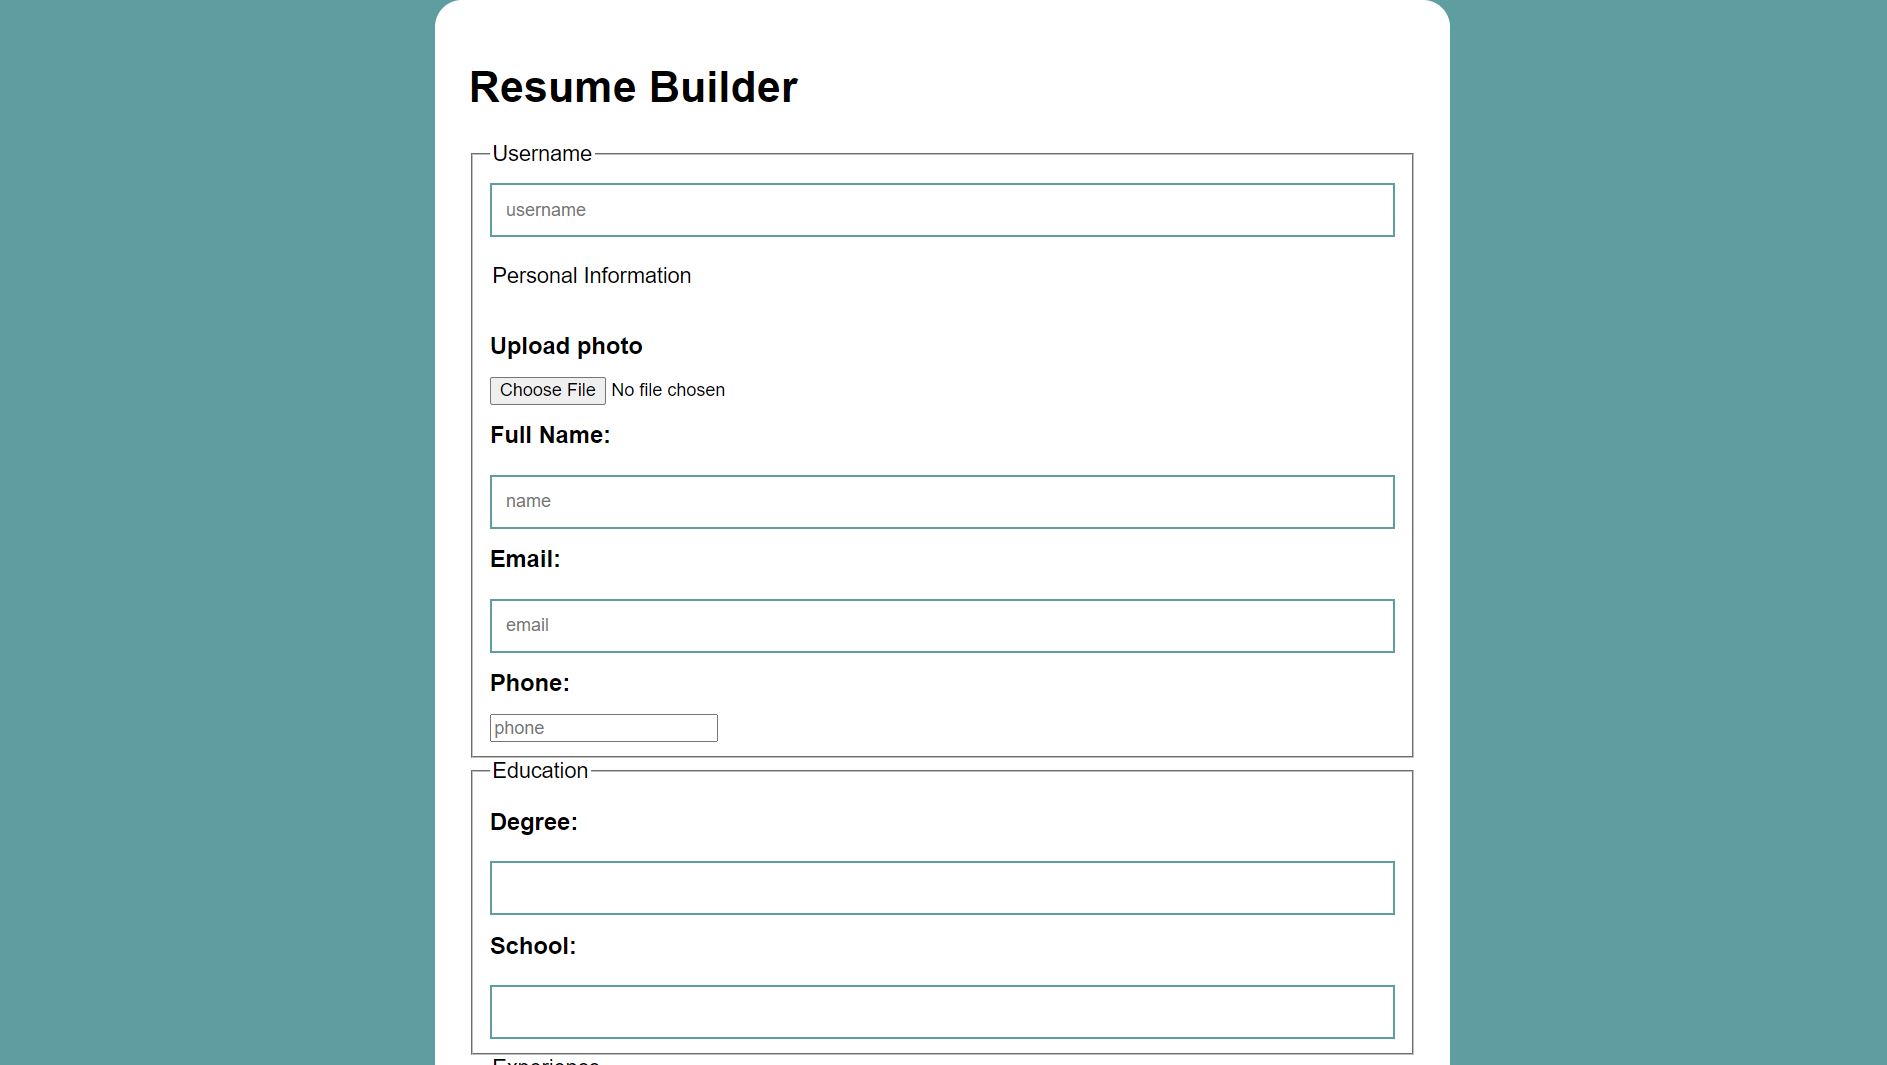 Resume Builder
Username
username
Personal Information
Upload photo
Choose File No file chosen
Full Name:
name
Email:
email
Phone:
phone
Education
Degree:
School:
Experience